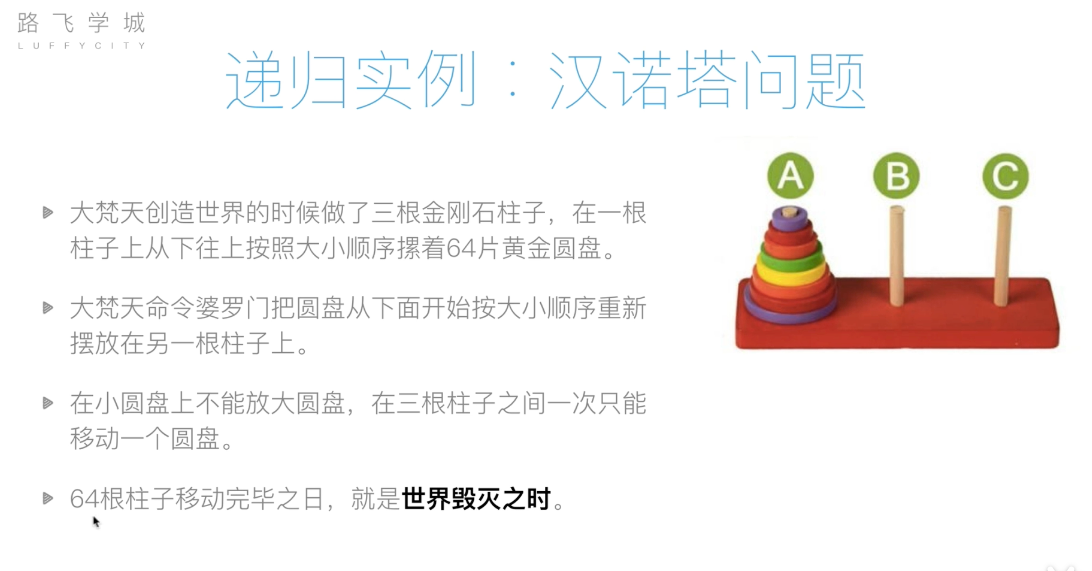 路飞学城
LUFFYCITY
递归实例：汉诺塔问题
大梵天创造世界的时候做了三根金刚石柱子，在一根
柱子上从下往上按照大小顺序摞着64片黄金圆盘。
大梵天命令婆罗门把圆盘从下面开始按大小顺序重新
摆放在另一根柱子上。
在小圆盘上不能放大圆盘，在三根柱子之间一次只能
移动一个圆盘。
64根柱子移动完毕之日，就是世界毁灭之时。
A B C